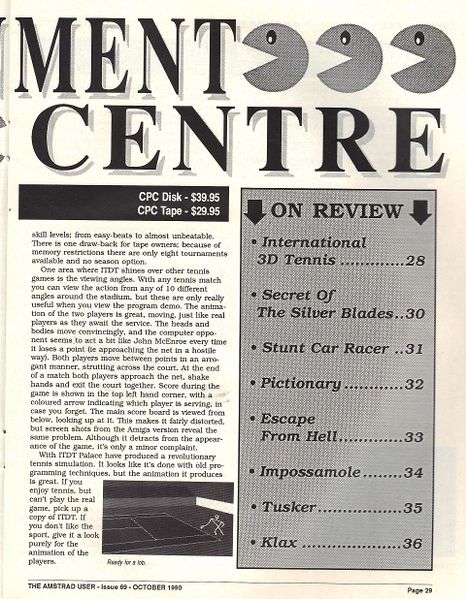 MENT
CENTRE
CPC Disk - $39.95
CPC Tape - $29.95
skill levels; from easy-beats to almost unbeatable.
There is one draw-back for tape owners; because of
memory restrictions there are only eight tournaments
available and no season option.
One area where ITDT shines over other tennis
games is the viewing angles. With any tennis match
you can view the action from any of 10 different
angles around the stadium, but these are only really
useful when you view the program demo. The anima-
tion of the two players is great, moving, just like real
players as they await the service. The heads and
bodies move convincingly, and the computer oppo-
nent seems to act a bit like John McEnroe every time
it loses a point (ie approaching the net in a hostile
way). Both players move between points in an arro-
gant manner, strutting across the court. At the end
of a match both players approach the net, shake
hands and exit the court together. Score during the
game is shown in the top left hand corner, with a
coloured arrow indicating which player is serving, in
case you forget. The main score board is viewed from
below, looking up at it. This makes it fairly distorted,
but screen shots from the Amiga version reveal the
same problem. Although it detracts from the appear-
ance of the game, it's only a minor complaint.
With ITDT Palace have produced a revolutionary
tennis simulation. It looks like it's done with old pro-
gramming techniques, but the animation it produces
is great. If you
enjoy tennis, but
can't play the real
game, pick up a
copy of ITDT. If
you don't like the
sport, give it a look
purely for the
animation of the
players.
Ready for a lob.
ON REVIEW
• International
3D Tennis .............28
• Secret Of
The Silver Blades..30
• Stunt Car Racer ..31
• Pictionary .............32
• Escape
From Hell.............33
• Impossamole .......34
• Tusker .................35
• Klax .....................36
THE AMSTRAD USER - Issue 69 - OCTOBER 1990
Page 29